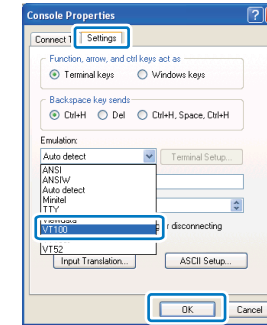 Console Properties
Connect T Settings
Function, arrow, and ctrl keys act as
Terminal keys Windows keys
Backspace key sends
Ctrl+H Del Ctrl+H, Space, Ctrl+H
Emulation:
Auto detect Terminal Setup...
ANSI
ANSIW
Auto detect
Minitel
TTY
Viewdata
VT100 r disconnecting
VT52
Input Translation... ASCII Setup...
OK Cancel